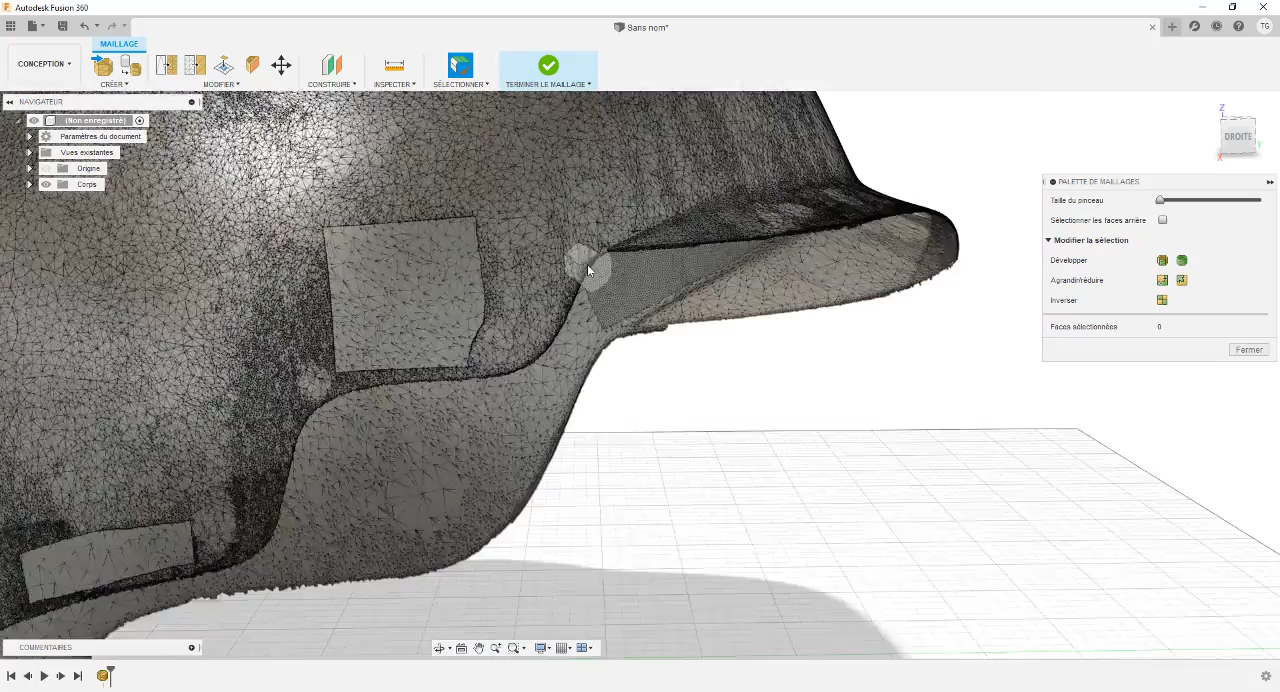 Autodesk Fusion 360
Sans nom*
TG
MAILLAGE
CONCEPTION
CRÉER
MODIFIER
CONSTRUIRE
INSPECTER
SÉLECTIONNER
TERMINER LE MAILLAGE
NAVIGATEUR
(Non enregistré)
Paramètres du document
Vues existantes
Origine
Corps
Z
DROITE
Y
X
PALETTE DE MAILLAGES
Taille du pinceau
Sélectionner les faces arrière
Modifier la sélection
Développer
Agrandir/réduire
Inverser
Faces sélectionnées 0
Fermer
COMMENTAIRES